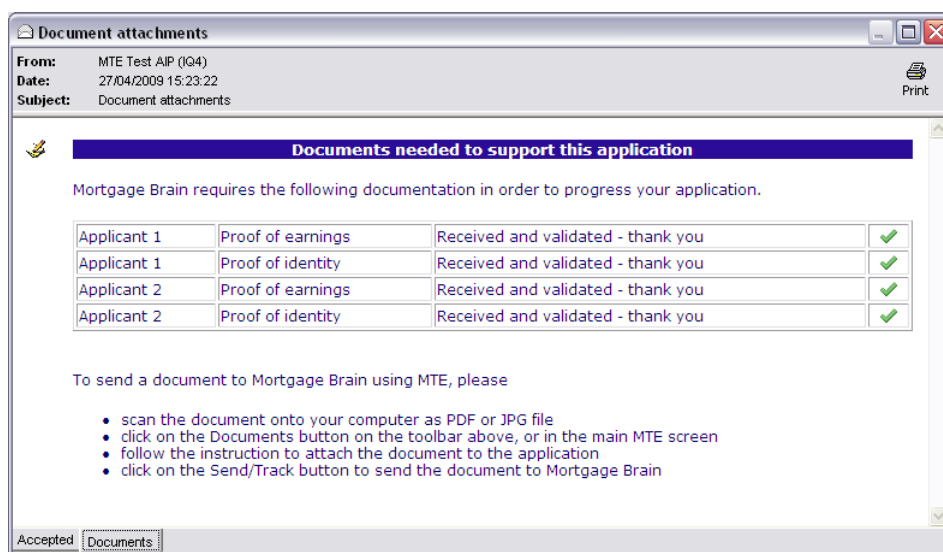 Document attachments
From: MTE Test AIP (IQ4)
Date: 27/04/2009 15:23:22
Subject: Document attachments
Print
Documents needed to support this application
Mortgage Brain requires the following documentation in order to progress your application.
Applicant 1 Proof of earnings Received and validated - thank you
Applicant 1 Proof of identity Received and validated - thank you
Applicant 2 Proof of earnings Received and validated - thank you
Applicant 2 Proof of identity Received and validated - thank you
To send a document to Mortgage Brain using MTE, please
• scan the document onto your computer as PDF or JPG file
• click on the Documents button on the toolbar above, or in the main MTE screen
• follow the instruction to attach the document to the application
• click on the Send/Track button to send the document to Mortgage Brain
Accepted Documents